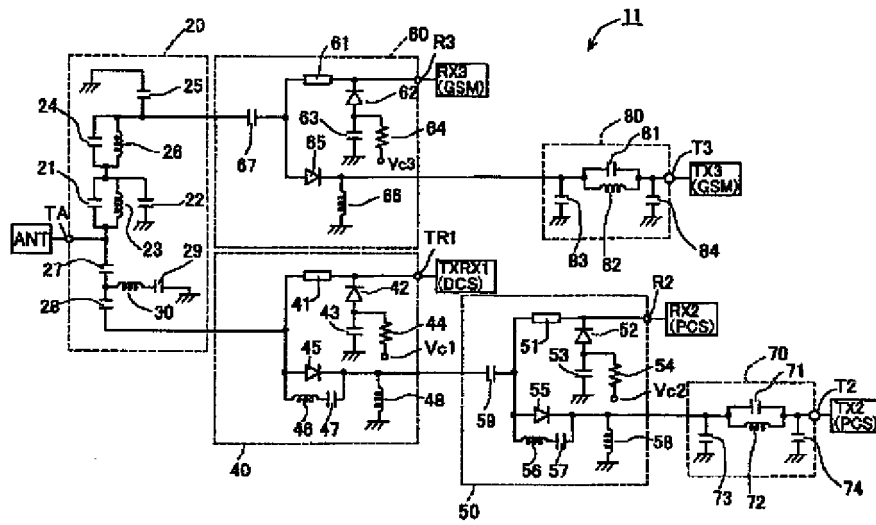 11
20
60
61
R3
RX3
(GSM)
25
24
26
62
63
64
Vc3
67
65
66
80
81
T3
TX3
(GSM)
83
82
84
21
22
23
TA
ANT
27
29
28
30
TR1
TXRX1
(DCS)
41
42
43
44
Vc1
45
46
47
48
40
R2
RX2
(PCS)
51
52
53
54
Vc2
59
55
56
57
58
50
70
71
T2
TX2
(PCS)
73
72
74